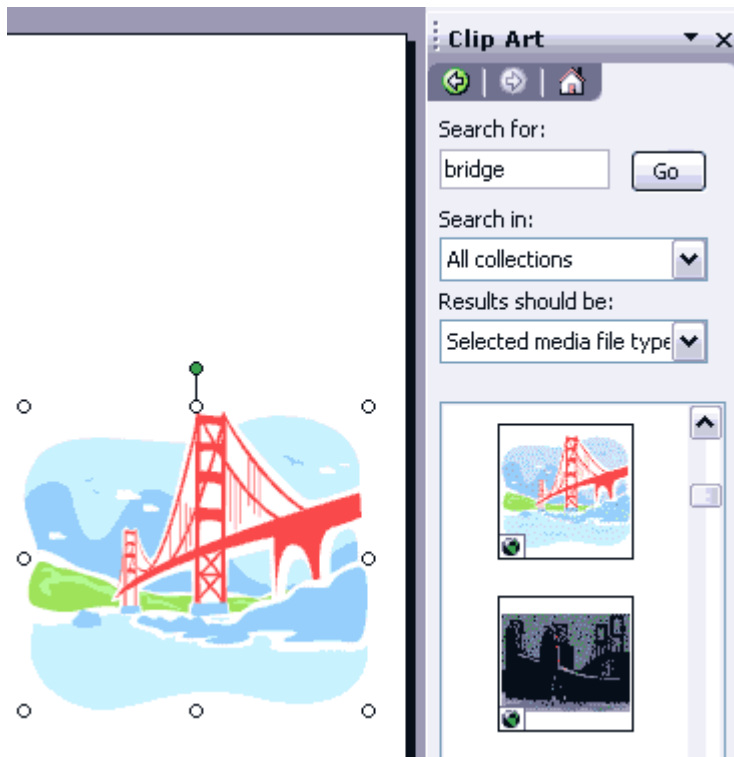 Clip Art
Search for:
bridge
Go
Search in:
All collections
Results should be:
Selected media file type